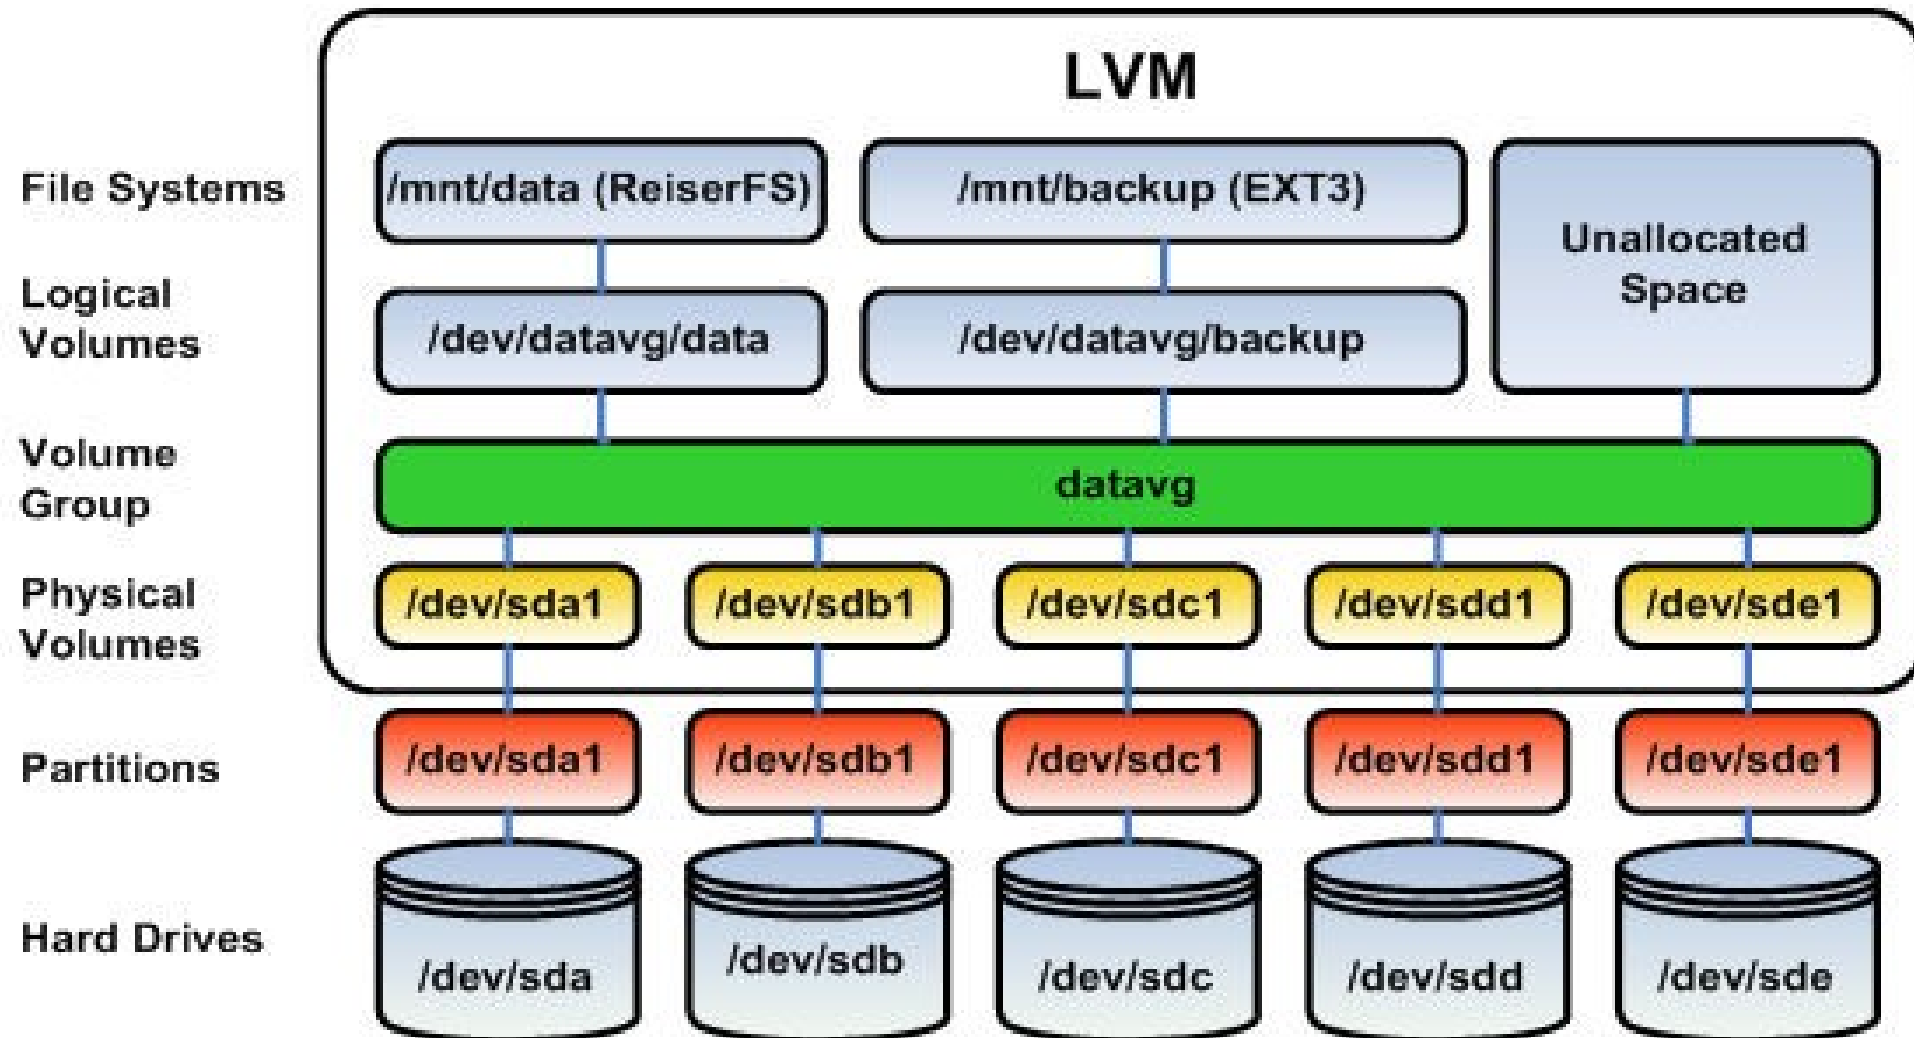 LVM
File Systems
/mnt/data (ReiserFS)
/mnt/backup (EXT3)
Unallocated
Space
Logical
Volumes
/dev/datavg/data
/dev/datavg/backup
Volume
Group
datavg
Physical
Volumes
/dev/sda1
/dev/sdb1
/dev/sdc1
/dev/sdd1
/dev/sde1
Partitions
/dev/sda1
/dev/sdb1
/dev/sdc1
/dev/sdd1
/dev/sde1
Hard Drives
/dev/sda
/dev/sdb
/dev/sdc
/dev/sdd
/dev/sde